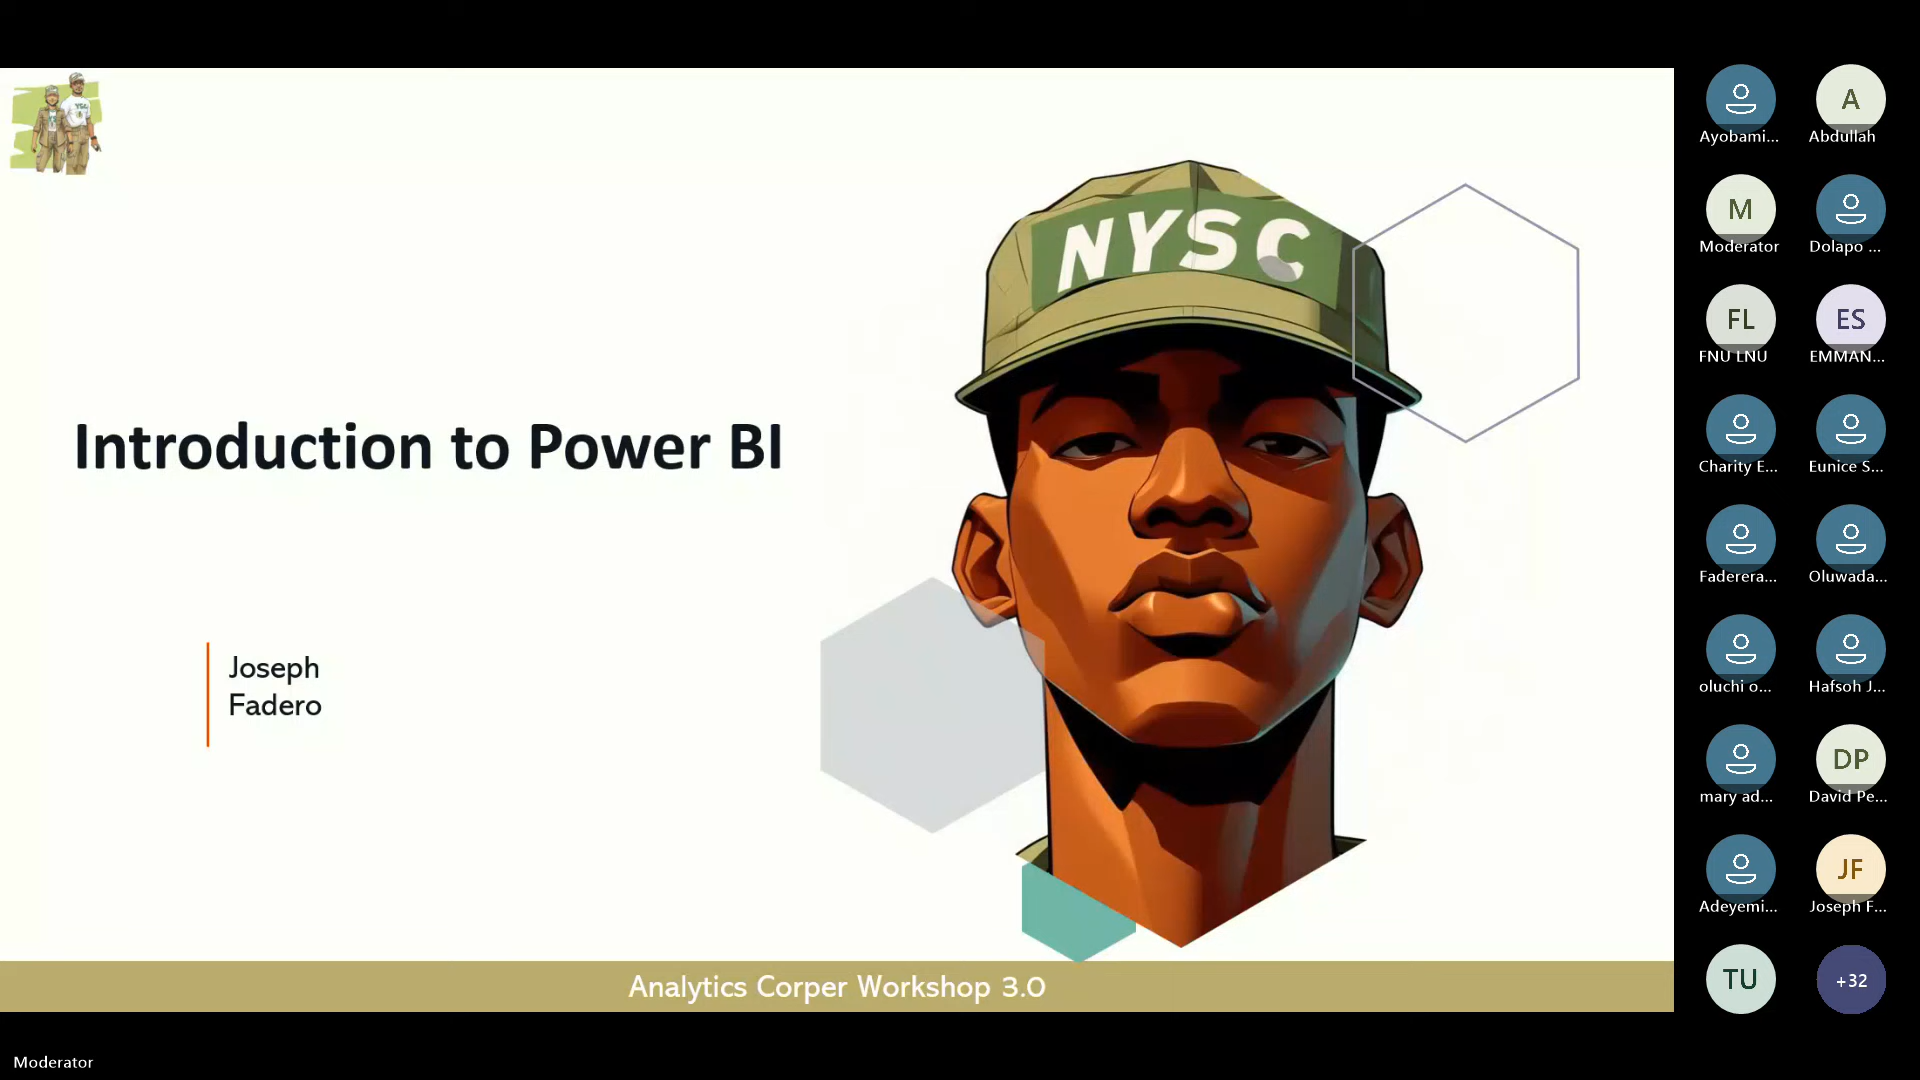 NYSC
Introduction to Power BI
Joseph
Fadero
Analytics Corper Workshop 3.0
Ayobami...
A
Abdullah
M
Moderator
Dolapo ...
FL
FNU LNU
ES
EMMAN...
Charity E...
Eunice S...
Faderera...
Oluwada...
oluchi o...
Hafsoh J...
mary ad...
DP
David Pe...
Adeyemi...
JF
Joseph F...
TU
+32
Moderator